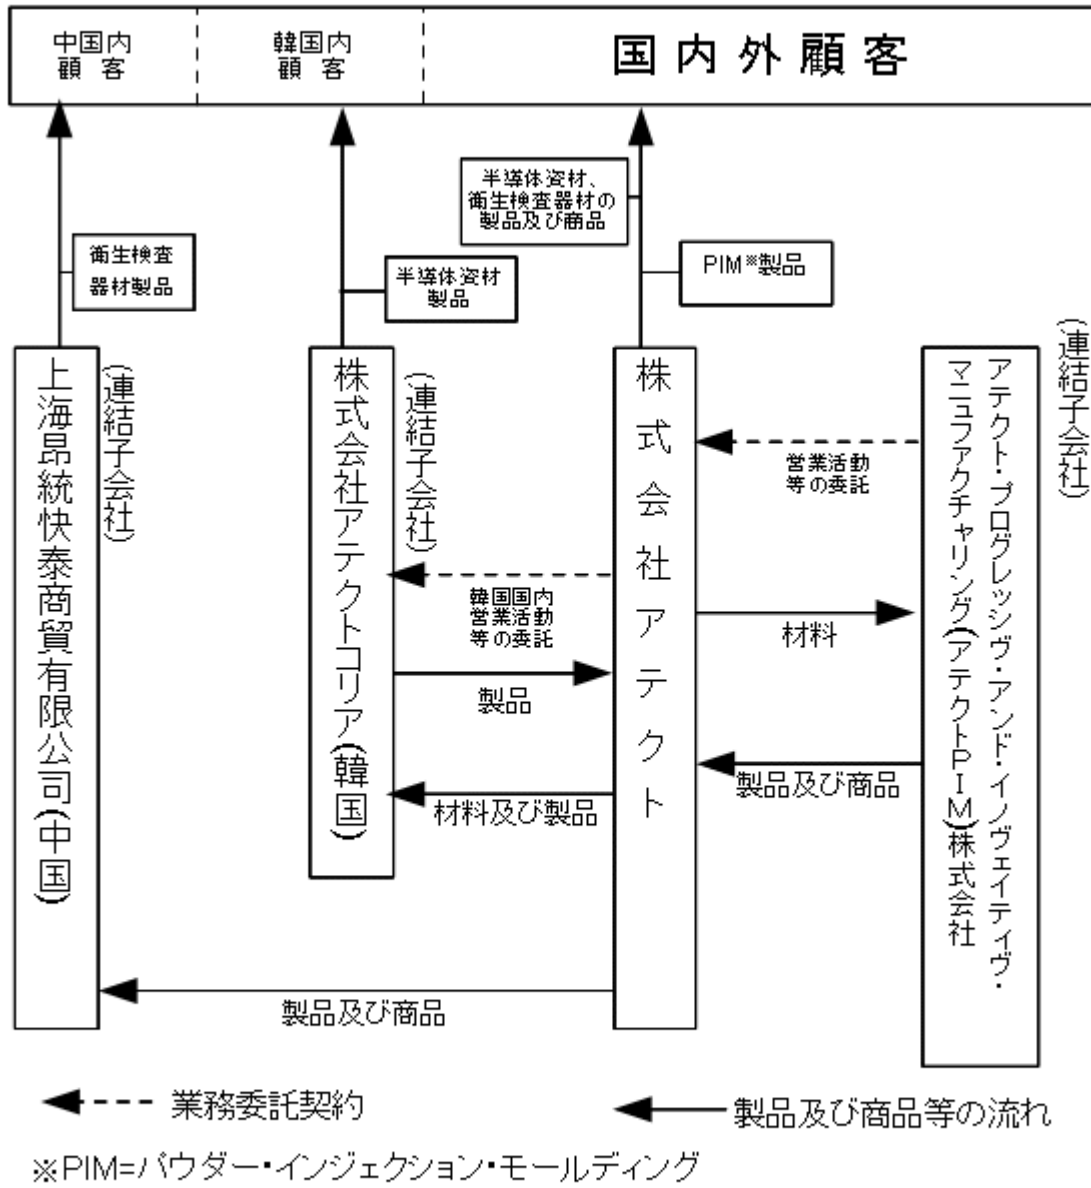 中国内
顧 客
韓国内
顧 客
国内外顧客
半導体資材、
衛生検査器材の
製品及び商品
衛生検査
器材製品
半導体資材
製品
PIM※製品
上海昴統快泰商貿有限公司(中国)
(連結子会社)
株式会社アテクトコリア(韓国)
(連結子会社)
株式会社アテクト
アテクト・プログレッシヴ・アンド・イノヴェイティヴ・
マニュファクチャリング(アテクトPIM)株式会社
(連結子会社)
営業活動
等の委託
韓国国内
営業活動
等の委託
材料
製品
製品及び商品
材料及び製品
製品及び商品
業務委託契約
製品及び商品等の流れ
※PIM=パウダー・インジェクション・モールディング